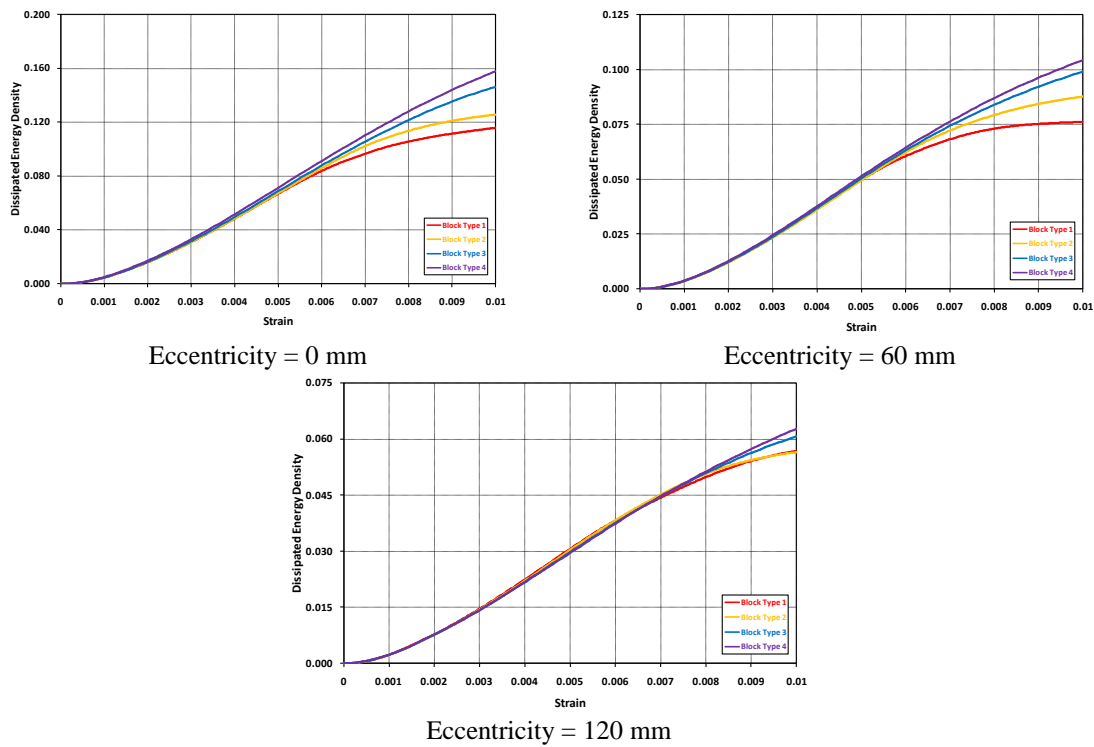 0.200
0.160
0.120
0.080
0.040
0.000
Dissipated Energy Density
0 0.001 0.002 0.003 0.004 0.005 0.006 0.007 0.008 0.009 0.01
Strain
Block Type 1
Block Type 2
Block Type 3
Block Type 4
Eccentricity = 0 mm
0.125
0.100
0.075
0.050
0.025
0.000
Dissipated Energy Density
0 0.001 0.002 0.003 0.004 0.005 0.006 0.007 0.008 0.009 0.01
Strain
Block Type 1
Block Type 2
Block Type 3
Block Type 4
Eccentricity = 60 mm
0.075
0.060
0.045
0.030
0.015
0.000
Dissipated Energy Density
0 0.001 0.002 0.003 0.004 0.005 0.006 0.007 0.008 0.009 0.01
Strain
Block Type 1
Block Type 2
Block Type 3
Block Type 4
Eccentricity = 120 mm